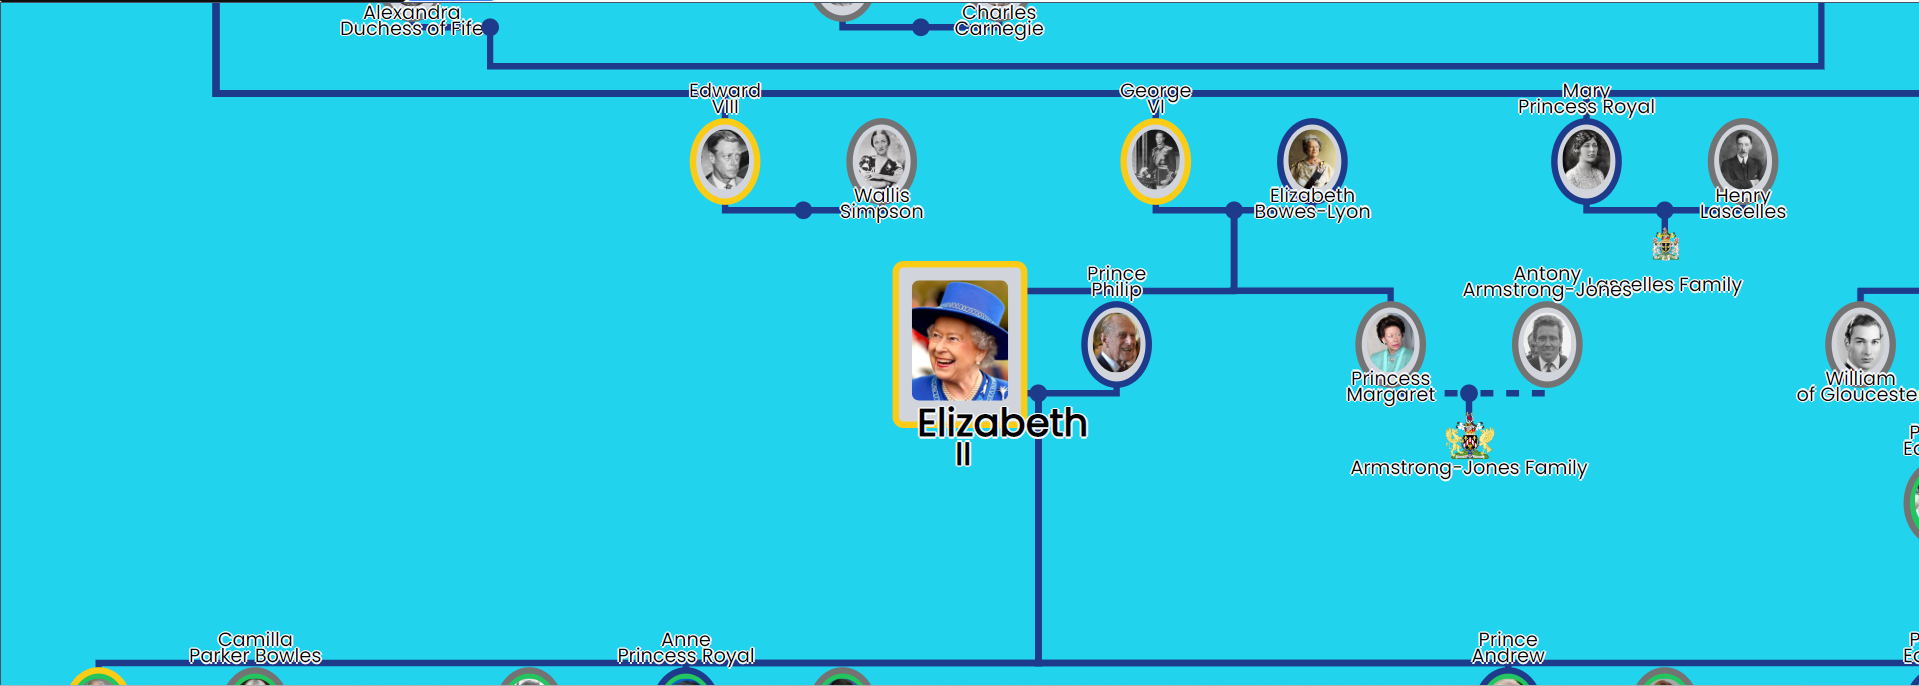 Alexandra
Duchess of Fife
Charles
Carnegie
Edward
VIII
George
VI
Mary
Princess Royal
Wallis
Simpson
Elizabeth
Bowes-Lyon
Henry
Lascelles
Prince
Philip
Antony
Armstrong-Jones
Lascelles Family
Princess
Margaret
William
of Glouceste
Elizabeth
II
Armstrong-Jones Family
P
Ed
Camilla
Parker Bowles
Anne
Princess Royal
Prince
Andrew
P
Ed